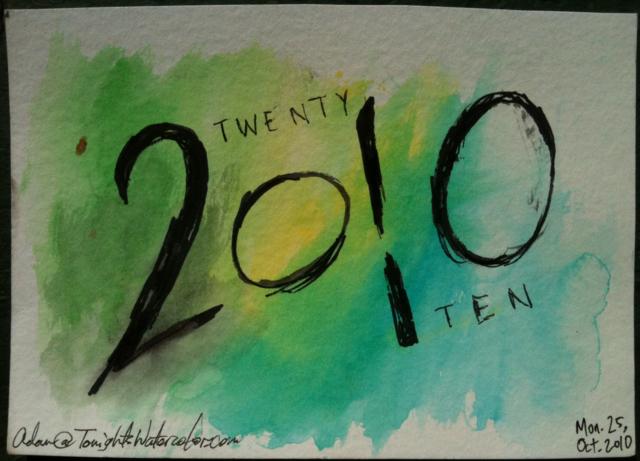 TWENTY
2010
TEN
adam@TonightsWatercolor.com
Mon. 25,
Oct. 2010